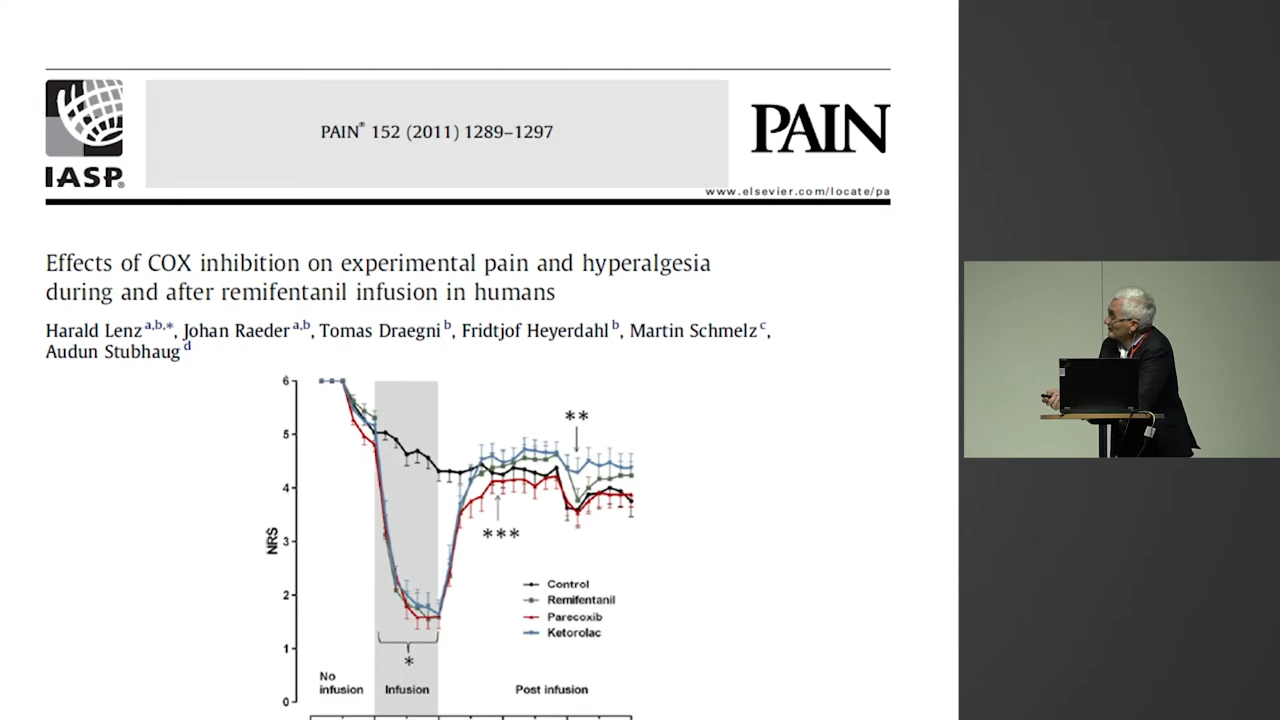 IASP®
PAIN® 152 (2011) 1289–1297
PAIN
www.elsevier.com/locate/pa
Effects of COX inhibition on experimental pain and hyperalgesia
during and after remifentanil infusion in humans
Harald Lenz a,b,*, Johan Raeder a,b, Tomas Draegni b, Fridtjof Heyerdahl b, Martin Schmelz c,
Audun Stubhaug d
6
5
4
3
2
1
0
NRS
**
***
*
Control
Remifentanil
Parecoxib
Ketorolac
No
infusion
Infusion
Post infusion